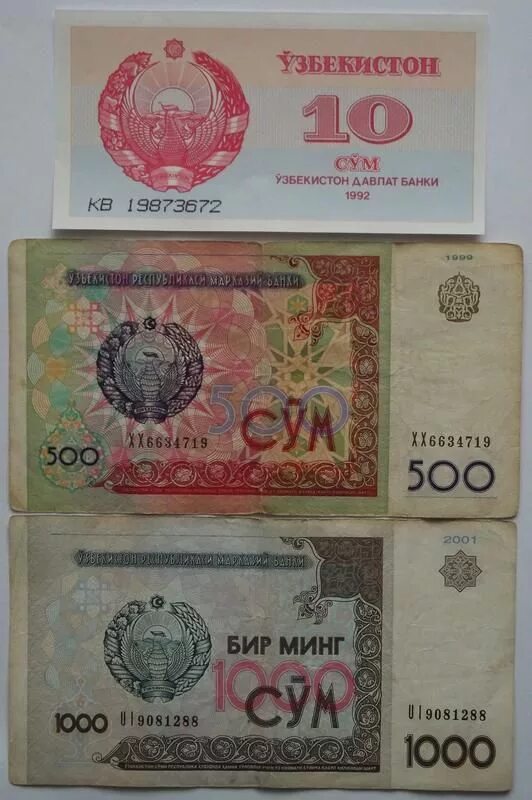 ЎЗБЕКИСТОН
10
СЎМ
ЎЗБЕКИСТОН ДАВЛАТ БАНКИ
1992
КВ 19873672
1999
ЎЗБЕКИСТОН РЕСПУБЛИКАСИ МАРКАЗИЙ БАНКИ
500
СЎМ
XX6634719
XX6634719
500
500
2001
ЎЗБЕКИСТОН РЕСПУБЛИКАСИ МАРКАЗИЙ БАНКИ
БИР МИНГ
1000
СЎМ
UI9081288
UI9081288
1000
1000